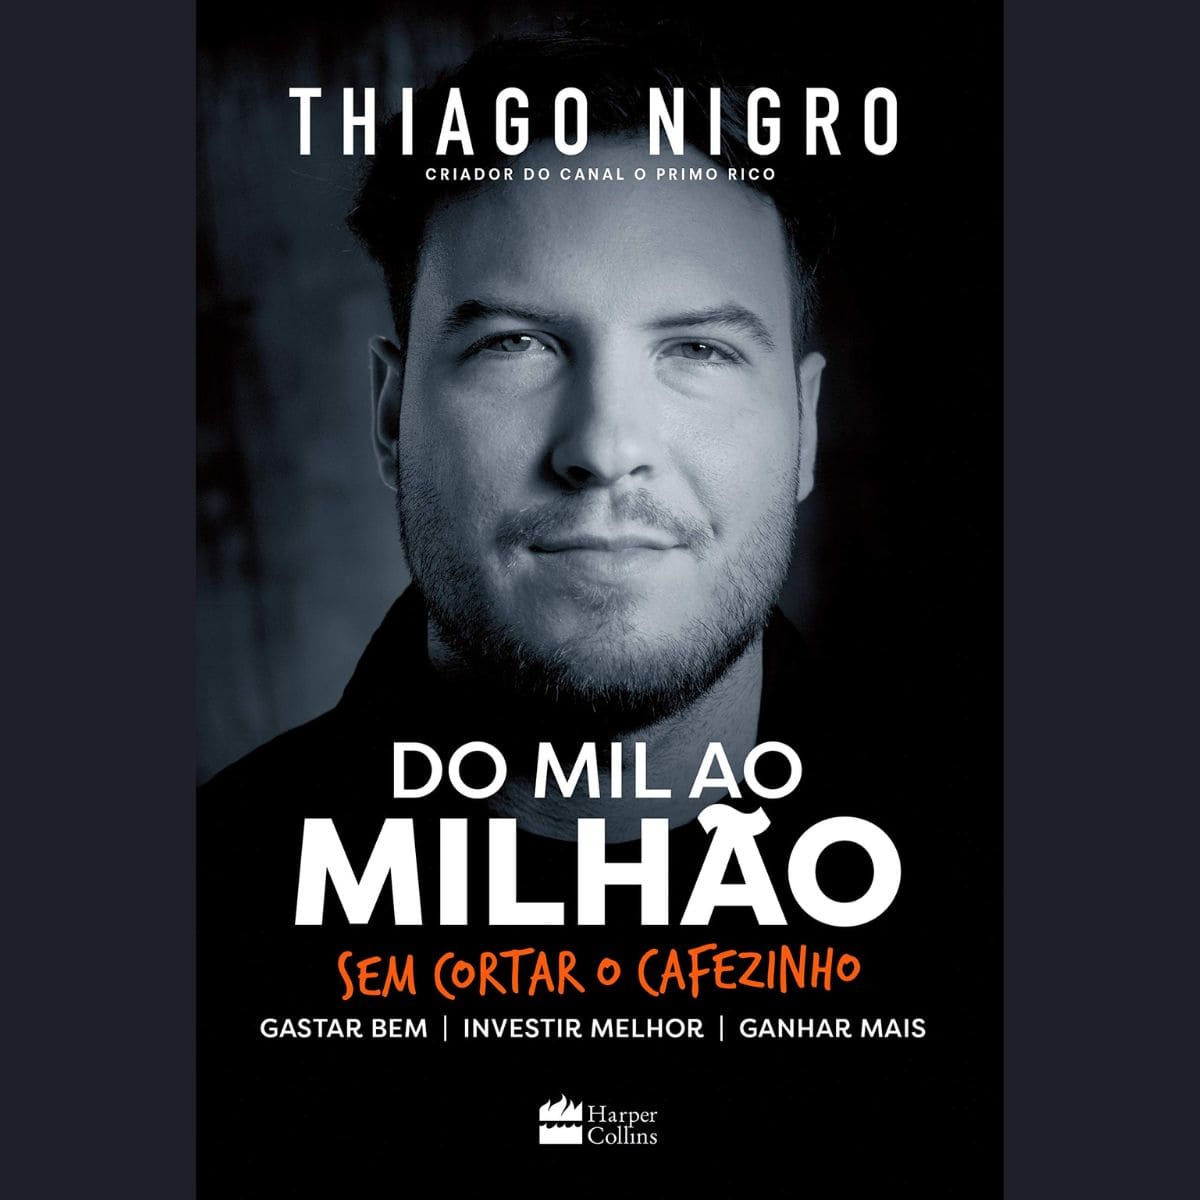 THIAGO NIGRO
CRIADOR DO CANAL O PRIMO RICO
DO MIL AO
MILHÃO
SEM CORTAR O CAFEZINHO
GASTAR BEM | INVESTIR MELHOR | GANHAR MAIS
Harper
Collins